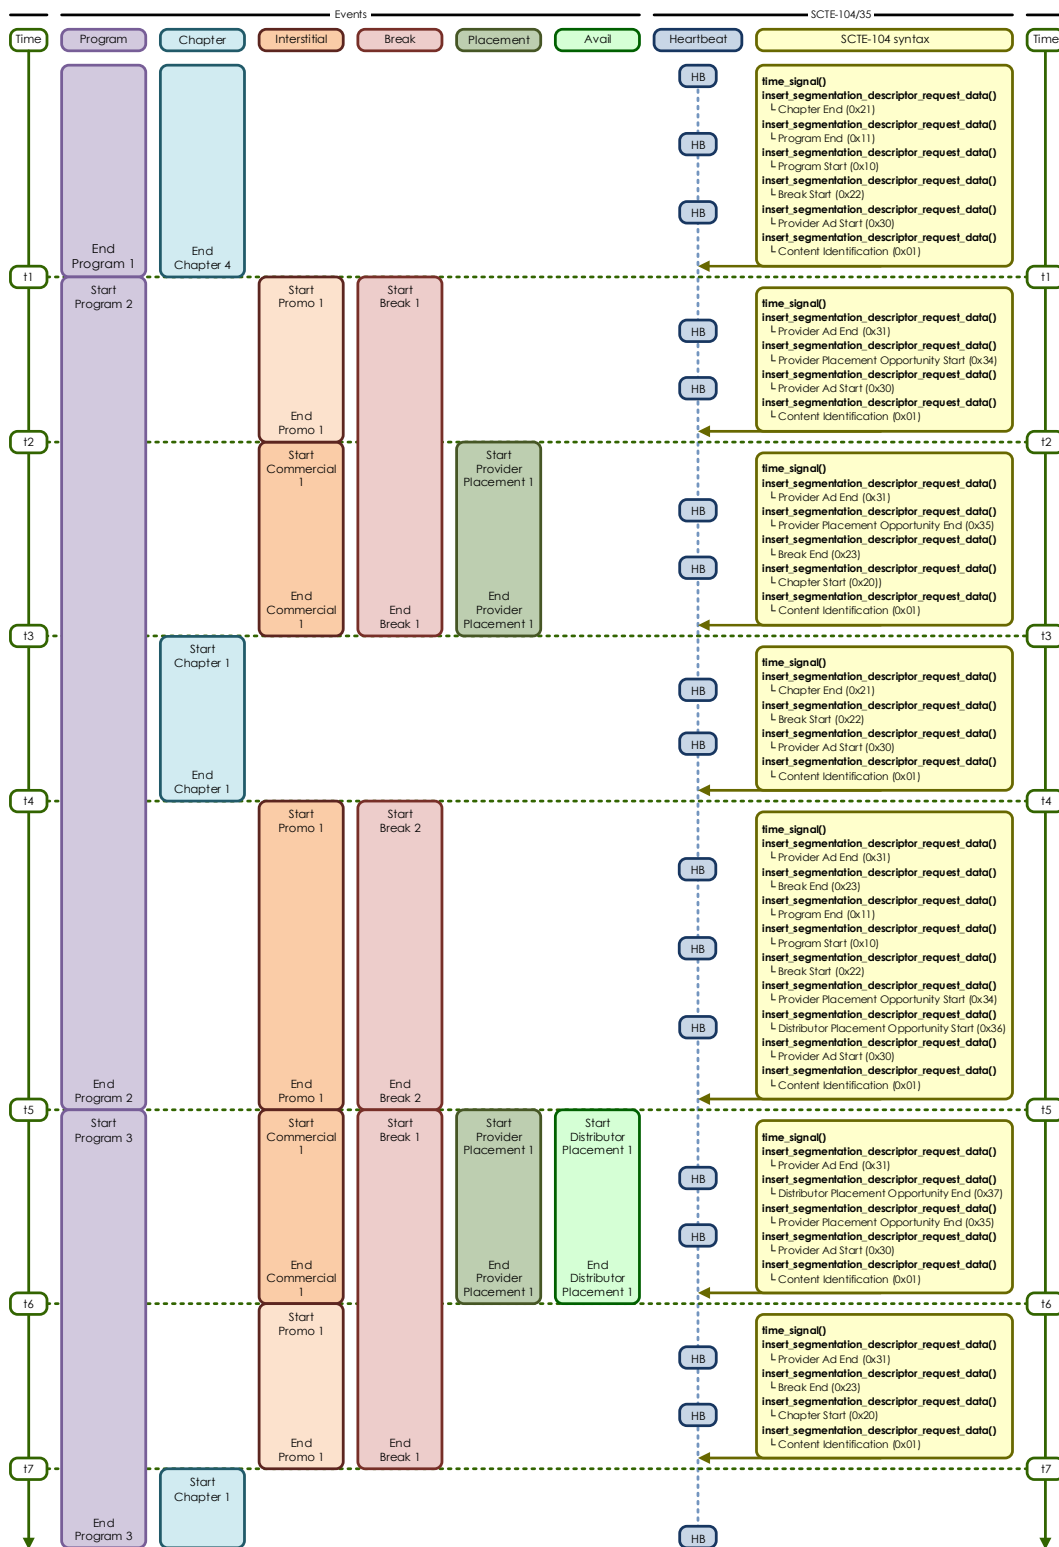 Events
SCTE-104/35
Time
Program
Chapter
Interstitial
Break
Placement
Avail
Heartbeat
SCTE-104 syntax
Time
HB
HB
HB
time_signal()
insert_segmentation_descriptor_request_data()
└ Chapter End (0x21)
insert_segmentation_descriptor_request_data()
└ Program End (0x11)
insert_segmentation_descriptor_request_data()
└ Program Start (0x10)
insert_segmentation_descriptor_request_data()
└ Break Start (0x22)
insert_segmentation_descriptor_request_data()
└ Provider Ad Start (0x30)
insert_segmentation_descriptor_request_data()
└ Content Identification (0x01)
End
Program 1
End
Chapter 4
t1
t1
Start
Program 2
Start
Promo 1
Start
Break 1
HB
HB
time_signal()
insert_segmentation_descriptor_request_data()
└ Provider Ad End (0x31)
insert_segmentation_descriptor_request_data()
└ Provider Placement Opportunity Start (0x34)
insert_segmentation_descriptor_request_data()
└ Provider Ad Start (0x30)
insert_segmentation_descriptor_request_data()
└ Content Identification (0x01)
End
Promo 1
t2
t2
Start
Commercial
1
Start
Provider
Placement 1
HB
HB
time_signal()
insert_segmentation_descriptor_request_data()
└ Provider Ad End (0x31)
insert_segmentation_descriptor_request_data()
└ Provider Placement Opportunity End (0x35)
insert_segmentation_descriptor_request_data()
└ Break End (0x23)
insert_segmentation_descriptor_request_data()
└ Chapter Start (0x20))
insert_segmentation_descriptor_request_data()
└ Content Identification (0x01)
End
Commercial
1
End
Break 1
End
Provider
Placement 1
t3
t3
Start
Chapter 1
HB
HB
time_signal()
insert_segmentation_descriptor_request_data()
└ Chapter End (0x21)
insert_segmentation_descriptor_request_data()
└ Break Start (0x22)
insert_segmentation_descriptor_request_data()
└ Provider Ad Start (0x30)
insert_segmentation_descriptor_request_data()
└ Content Identification (0x01)
End
Chapter 1
t4
t4
Start
Promo 1
Start
Break 2
HB
HB
HB
time_signal()
insert_segmentation_descriptor_request_data()
└ Provider Ad End (0x31)
insert_segmentation_descriptor_request_data()
└ Break End (0x23)
insert_segmentation_descriptor_request_data()
└ Program End (0x11)
insert_segmentation_descriptor_request_data()
└ Program Start (0x10)
insert_segmentation_descriptor_request_data()
└ Break Start (0x22)
insert_segmentation_descriptor_request_data()
└ Provider Placement Opportunity Start (0x34)
insert_segmentation_descriptor_request_data()
└ Distributor Placement Opportunity Start (0x36)
insert_segmentation_descriptor_request_data()
└ Provider Ad Start (0x30)
insert_segmentation_descriptor_request_data()
└ Content Identification (0x01)
End
Program 2
End
Promo 1
End
Break 2
t5
t5
Start
Program 3
Start
Commercial
1
Start
Break 1
Start
Provider
Placement 1
Start
Distributor
Placement 1
HB
HB
time_signal()
insert_segmentation_descriptor_request_data()
└ Provider Ad End (0x31)
insert_segmentation_descriptor_request_data()
└ Distributor Placement Opportunity End (0x37)
insert_segmentation_descriptor_request_data()
└ Provider Placement Opportunity End (0x35)
insert_segmentation_descriptor_request_data()
└ Provider Ad Start (0x30)
insert_segmentation_descriptor_request_data()
└ Content Identification (0x01)
End
Commercial
1
End
Provider
Placement 1
End
Distributor
Placement 1
t6
t6
Start
Promo 1
HB
HB
time_signal()
insert_segmentation_descriptor_request_data()
└ Provider Ad End (0x31)
insert_segmentation_descriptor_request_data()
└ Break End (0x23)
insert_segmentation_descriptor_request_data()
└ Chapter Start (0x20)
insert_segmentation_descriptor_request_data()
└ Content Identification (0x01)
End
Promo 1
End
Break 1
t7
t7
Start
Chapter 1
End
Program 3
HB